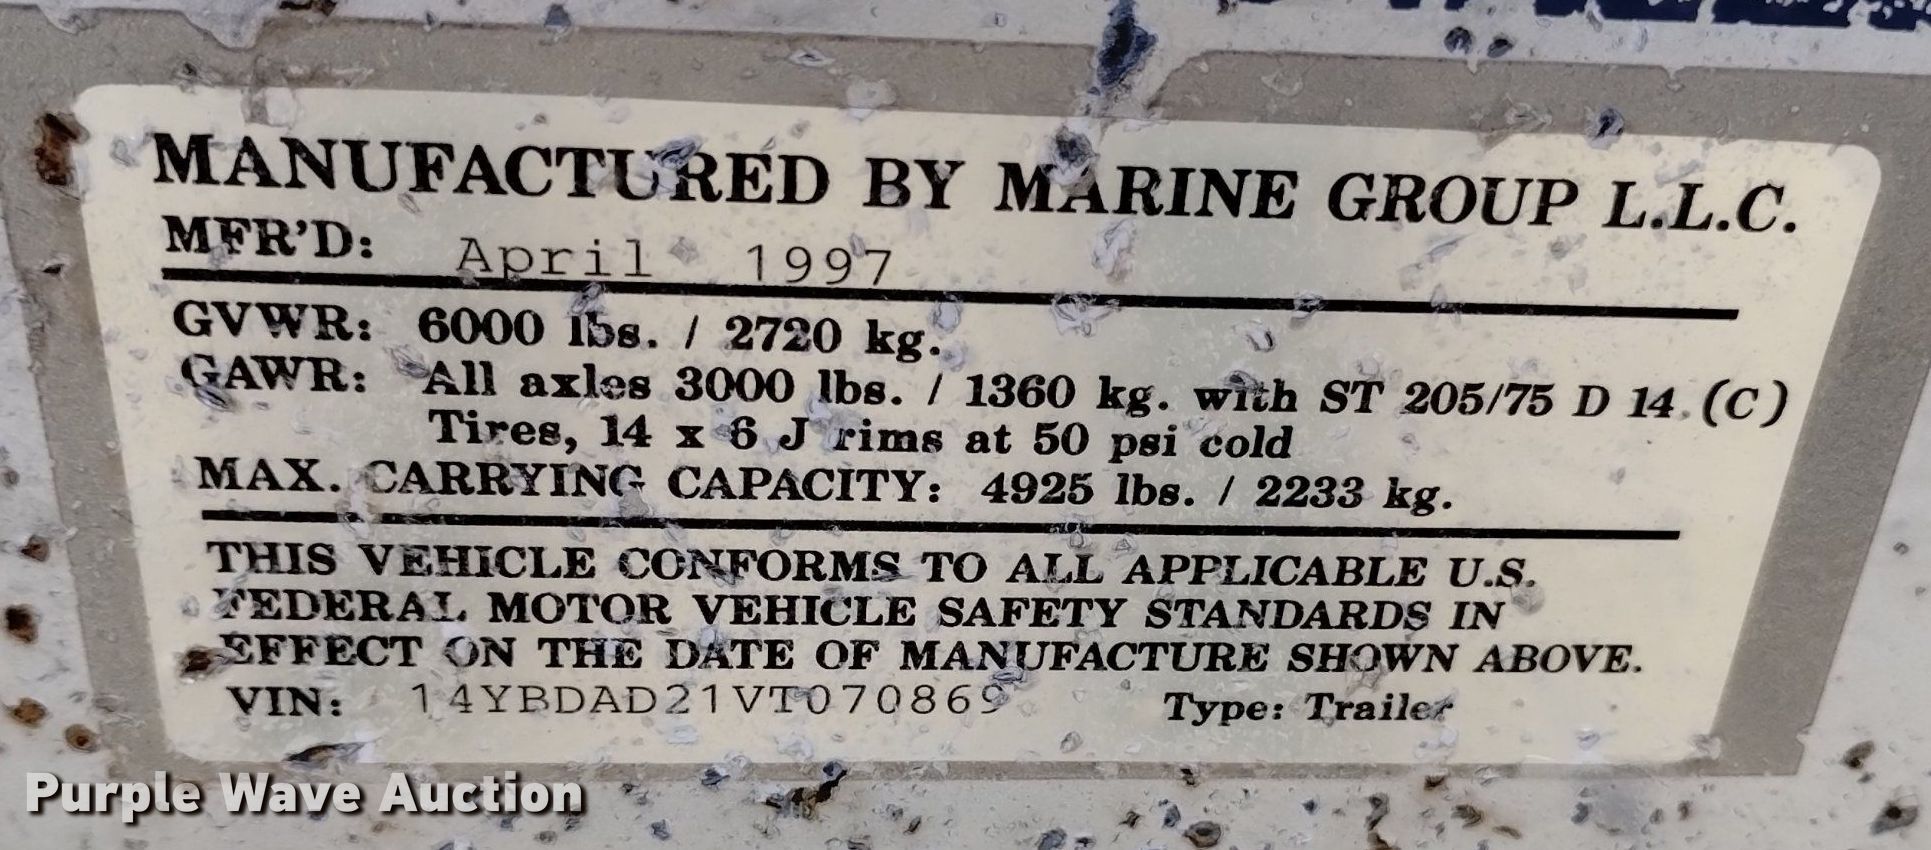 MANUFACTURED BY MARINE GROUP L.L.C.
MFR'D: April 1997
GVWR: 6000 lbs. / 2720 kg.
GAWR: All axles 3000 lbs. / 1360 kg. with ST 205/75 D 14 (C)
Tires, 14 x 6 J rims at 50 psi cold
MAX. CARRYING CAPACITY: 4925 lbs. / 2233 kg.
THIS VEHICLE CONFORMS TO ALL APPLICABLE U.S.
FEDERAL MOTOR VEHICLE SAFETY STANDARDS IN
EFFECT ON THE DATE OF MANUFACTURE SHOWN ABOVE.
VIN: 14YBDAD21VT070869 Type: Trailer
Purple Wave Auction